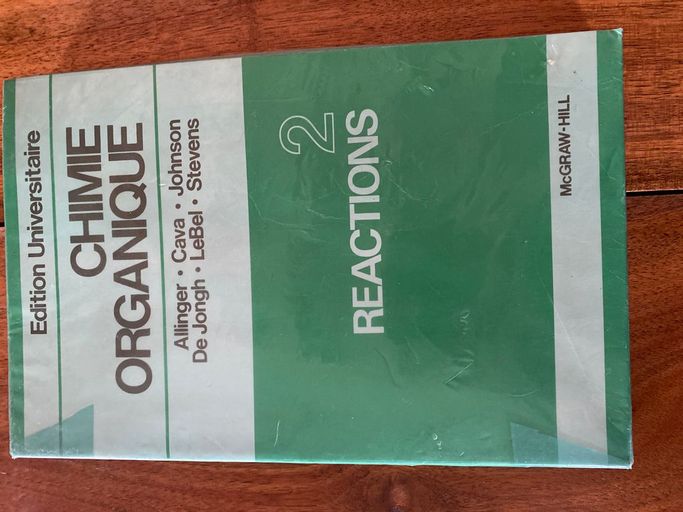 Edition Universitaire
CHIMIE
ORGANIQUE
Allinger • Cava • Johnson
De Jongh • LeBel • Stevens
2
REACTIONS
McGRAW-HILL